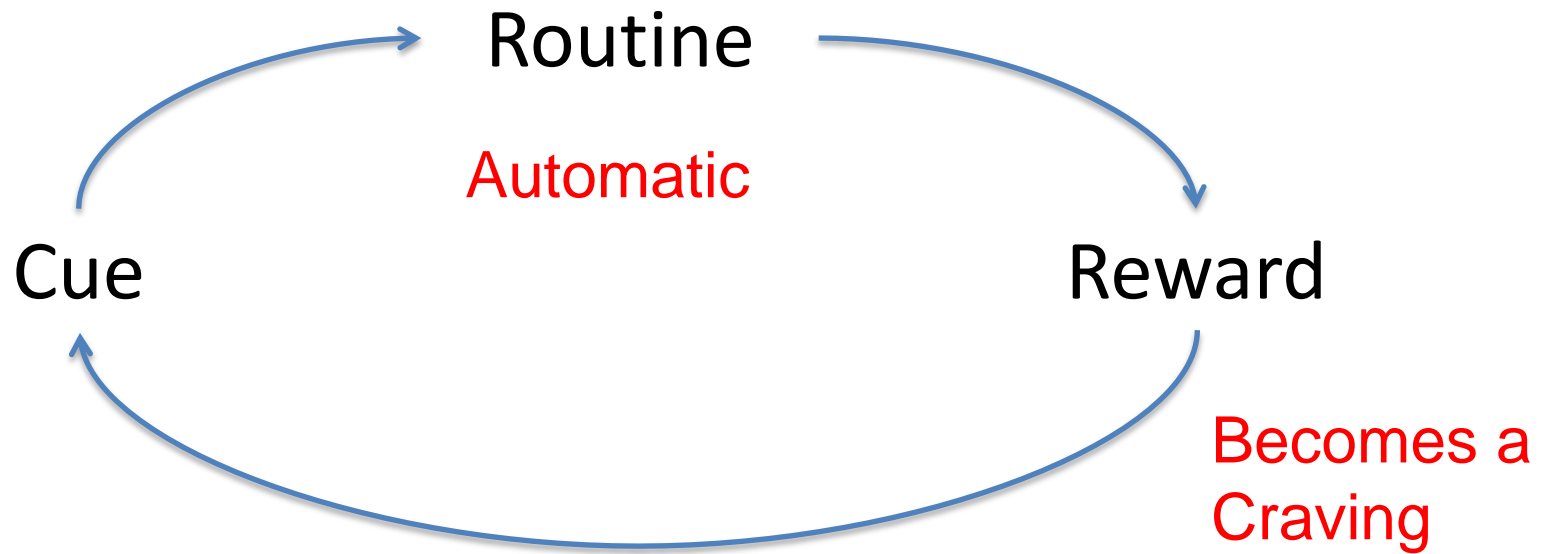 Routine
Automatic
Cue
Reward
Becomes a
Craving